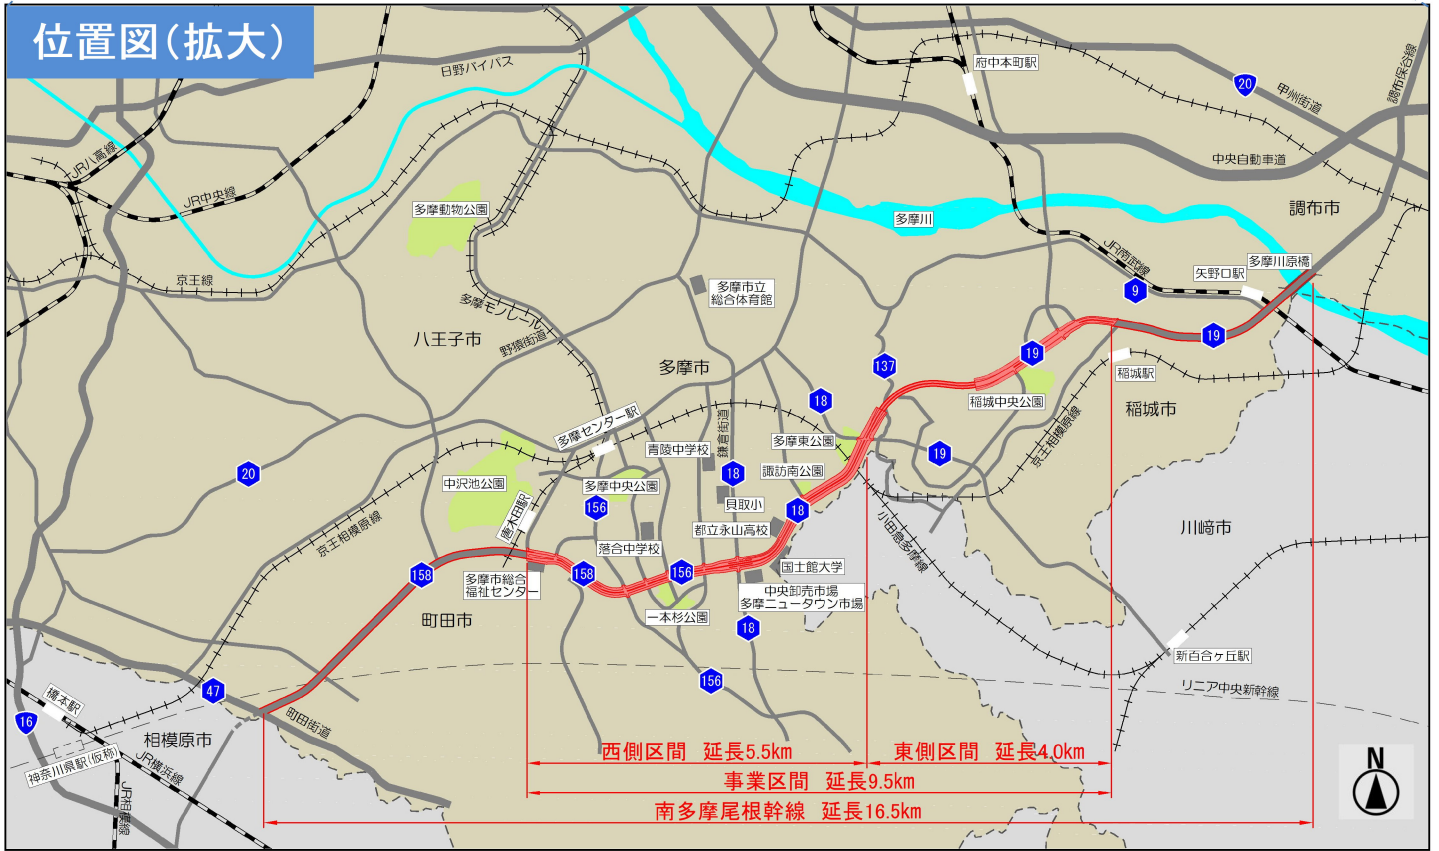 位置図(拡大)
日野バイパス
府中本町駅
20
甲州街道
調布保谷線
中央自動車道
JR八高線
JR中央線
多摩動物公園
多摩川
調布市
JR南武線
矢野口駅
多摩川原橋
京王線
多摩市立
総合体育館
9
多摩モノレール
八王子市
野猿街道
多摩市
137
19
19
稲城駅
稲城中央公園
稲城市
18
鎌倉街道
多摩センター駅
青陵中学校
多摩東公園
京王相模原線
20
中沢池公園
多摩中央公園
18
諏訪南公園
19
唐木田駅
156
貝取小
18
小田急多摩線
川﨑市
京王相模原線
都立永山高校
落合中学校
158
158
156
国士館大学
多摩市総合
福祉センター
中央卸売市場
多摩ニュータウン市場
町田市
一本杉公園
18
新百合ヶ丘駅
47
156
リニア中央新幹線
橋本駅
16
町田街道
相模原市
神奈川県駅(仮称)
JR横浜線
JR相模線
西側区間 延長5.5km
東側区間 延長4.0km
事業区間 延長9.5km
南多摩尾根幹線 延長16.5km
N